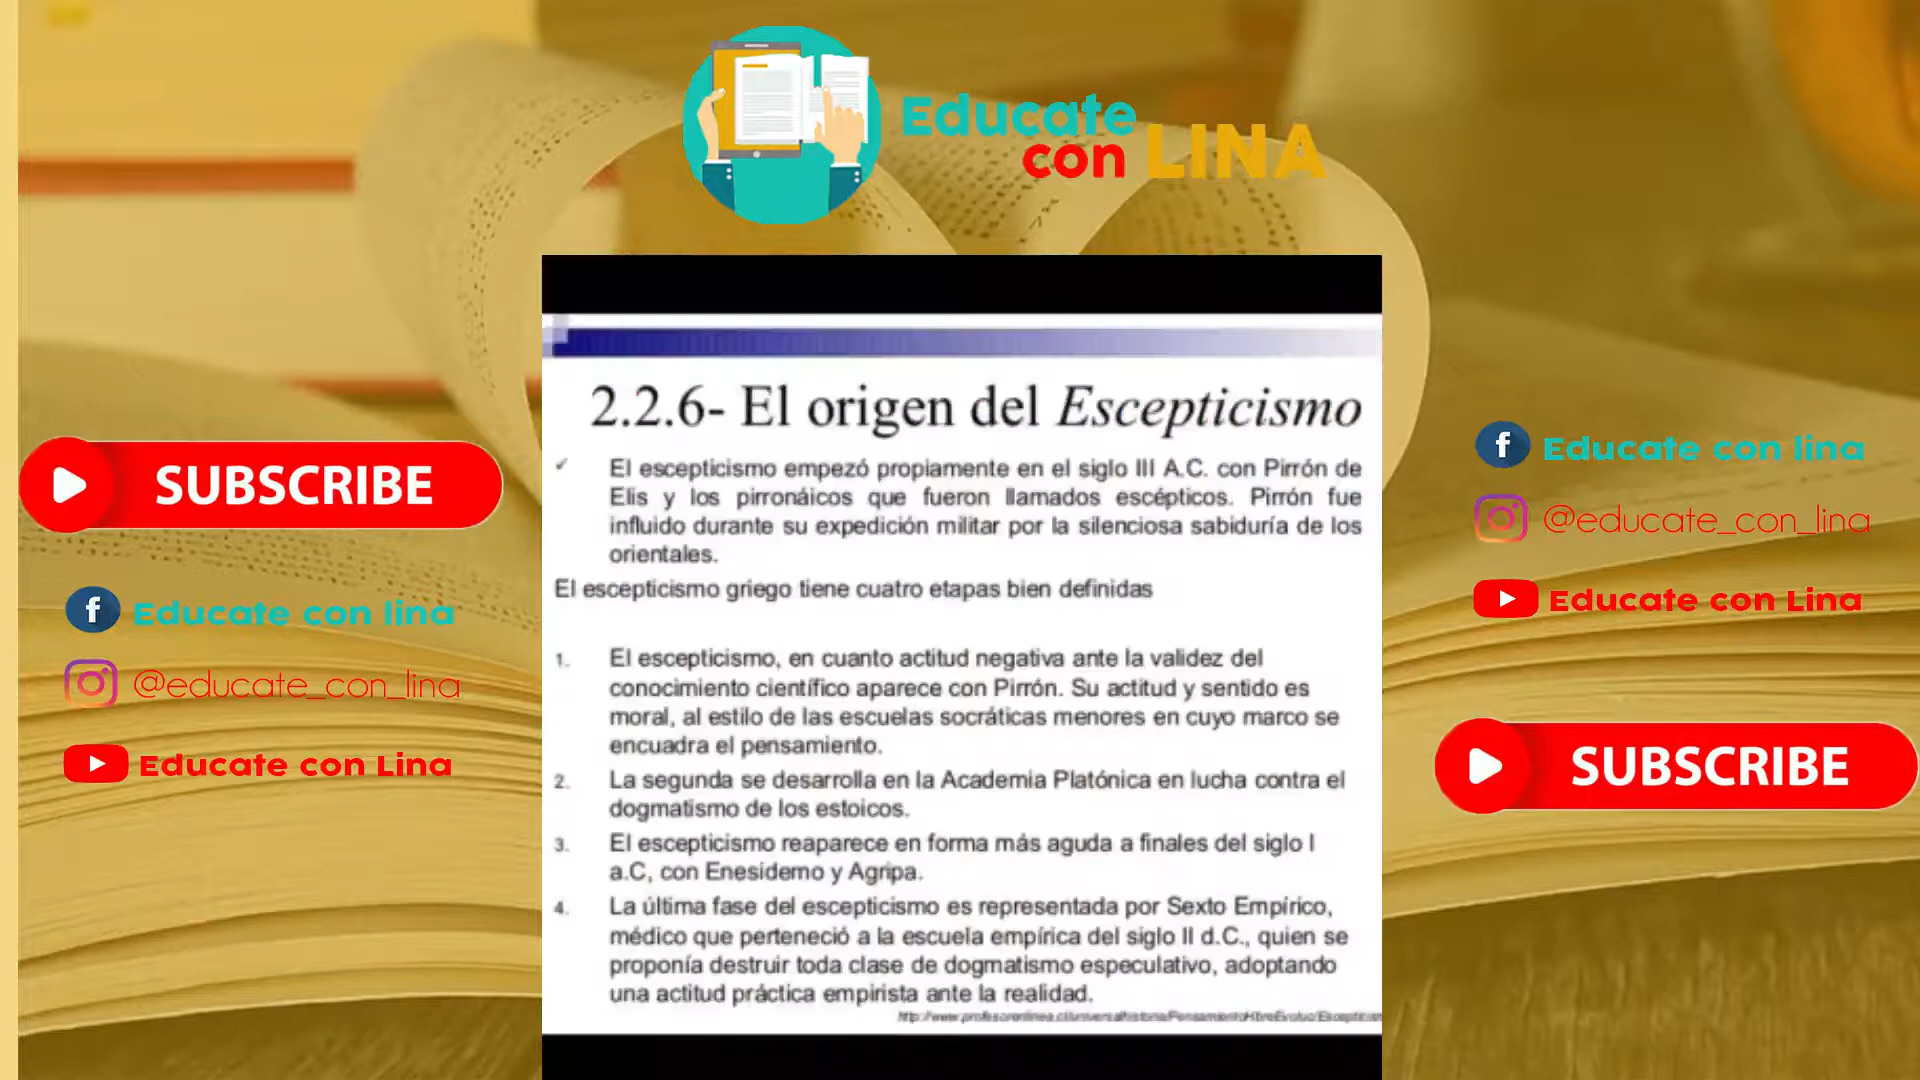 Educate
con LINA
2.2.6- El origen del Escepticismo
El escepticismo empezó propiamente en el siglo III A.C. con Pirrón de
Elis y los pirronáicos que fueron llamados escépticos. Pirrón fue
influido durante su expedición militar por la silenciosa sabiduría de los
orientales.
El escepticismo griego tiene cuatro etapas bien definidas
1. El escepticismo, en cuanto actitud negativa ante la validez del
conocimiento científico aparece con Pirrón. Su actitud y sentido es
moral, al estilo de las escuelas socráticas menores en cuyo marco se
encuadra el pensamiento.
2. La segunda se desarrolla en la Academia Platónica en lucha contra el
dogmatismo de los estoicos.
3. El escepticismo reaparece en forma más aguda a finales del siglo I
a.C, con Enesidemo y Agripa.
4. La última fase del escepticismo es representada por Sexto Empírico,
médico que perteneció a la escuela empírica del siglo II d.C., quien se
proponía destruir toda clase de dogmatismo especulativo, adoptando
una actitud práctica empirista ante la realidad.
SUBSCRIBE
Educate con lina
@educate_con_lina
Educate con Lina
Educate con lina
@educate_con_lina
Educate con Lina
SUBSCRIBE